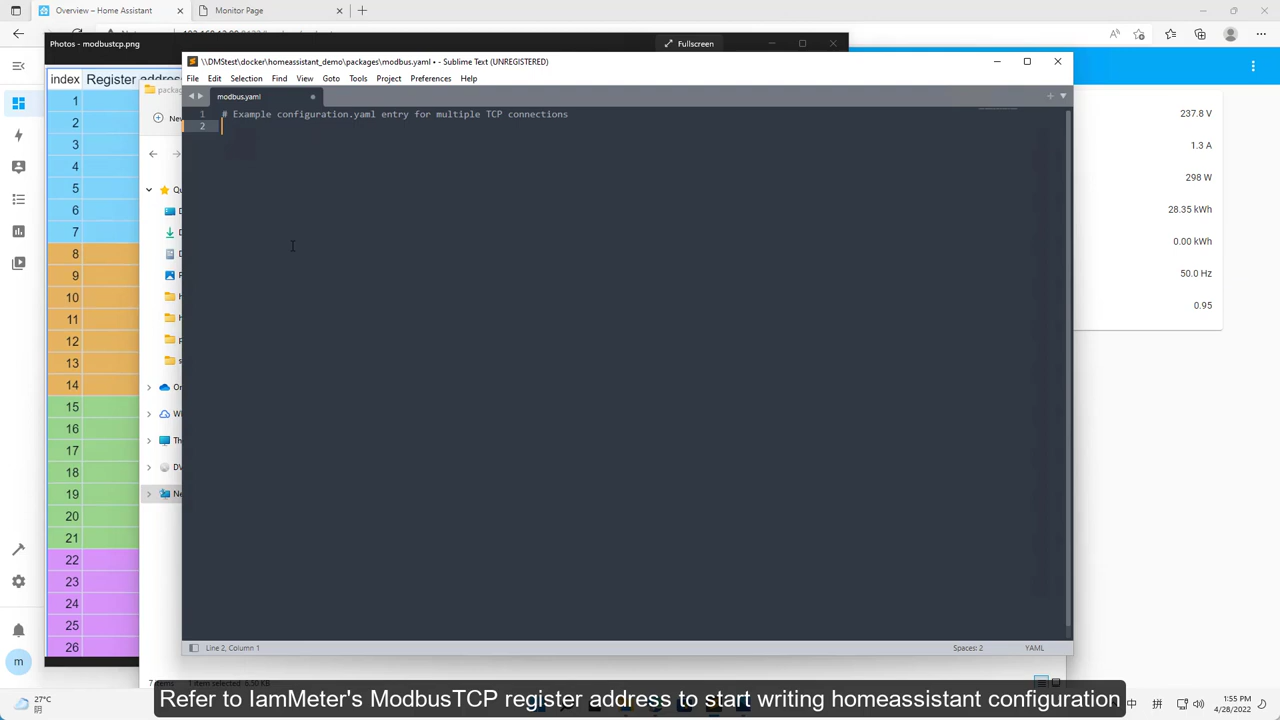 Overview – Home Assistant
Monitor Page
Photos - modbustcp.png
Fullscreen
\\DMStest\docker\homeassistant_demo\packages\modbus.yaml • - Sublime Text (UNREGISTERED)
File Edit Selection Find View Goto Tools Project Preferences Help
modbus.yaml
index Register address
1 # Example configuration.yaml entry for multiple TCP connections
2
1
2
3
4
5
6
7
8
9
10
11
12
13
14
15
16
17
18
19
20
21
22
23
24
25
26
237.8 V
1.3 A
298 W
28.35 kWh
0.00 kWh
50.0 Hz
0.95
m
Line 2, Column 1
Spaces: 2
YAML
27°C
阴
中
拼
1:55 PM
4/28/2022
Refer to IamMeter's ModbusTCP register address to start writing homeassistant configuration